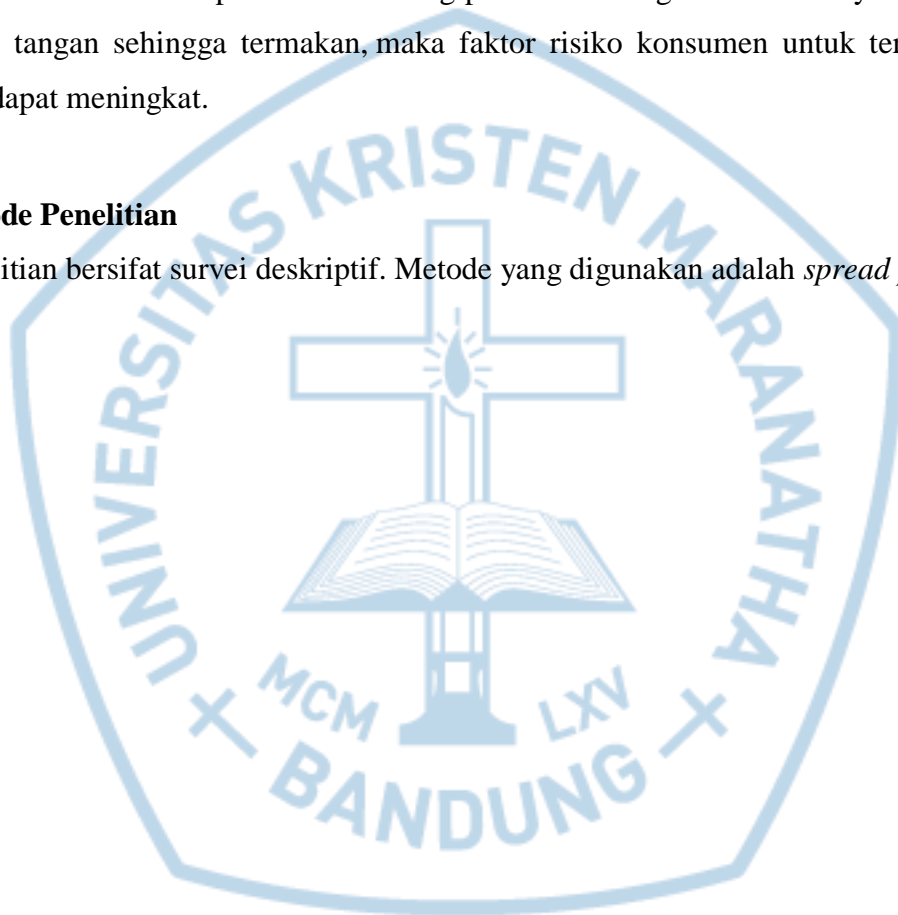 tangan sehingga termakan, maka faktor risiko konsumen untuk ter
dapat meningkat.
de Penelitian
itian bersifat survei deskriptif. Metode yang digunakan adalah spread
UNIVERSITAS KRISTEN MARANATHA
MCM LXV
BANDUNG